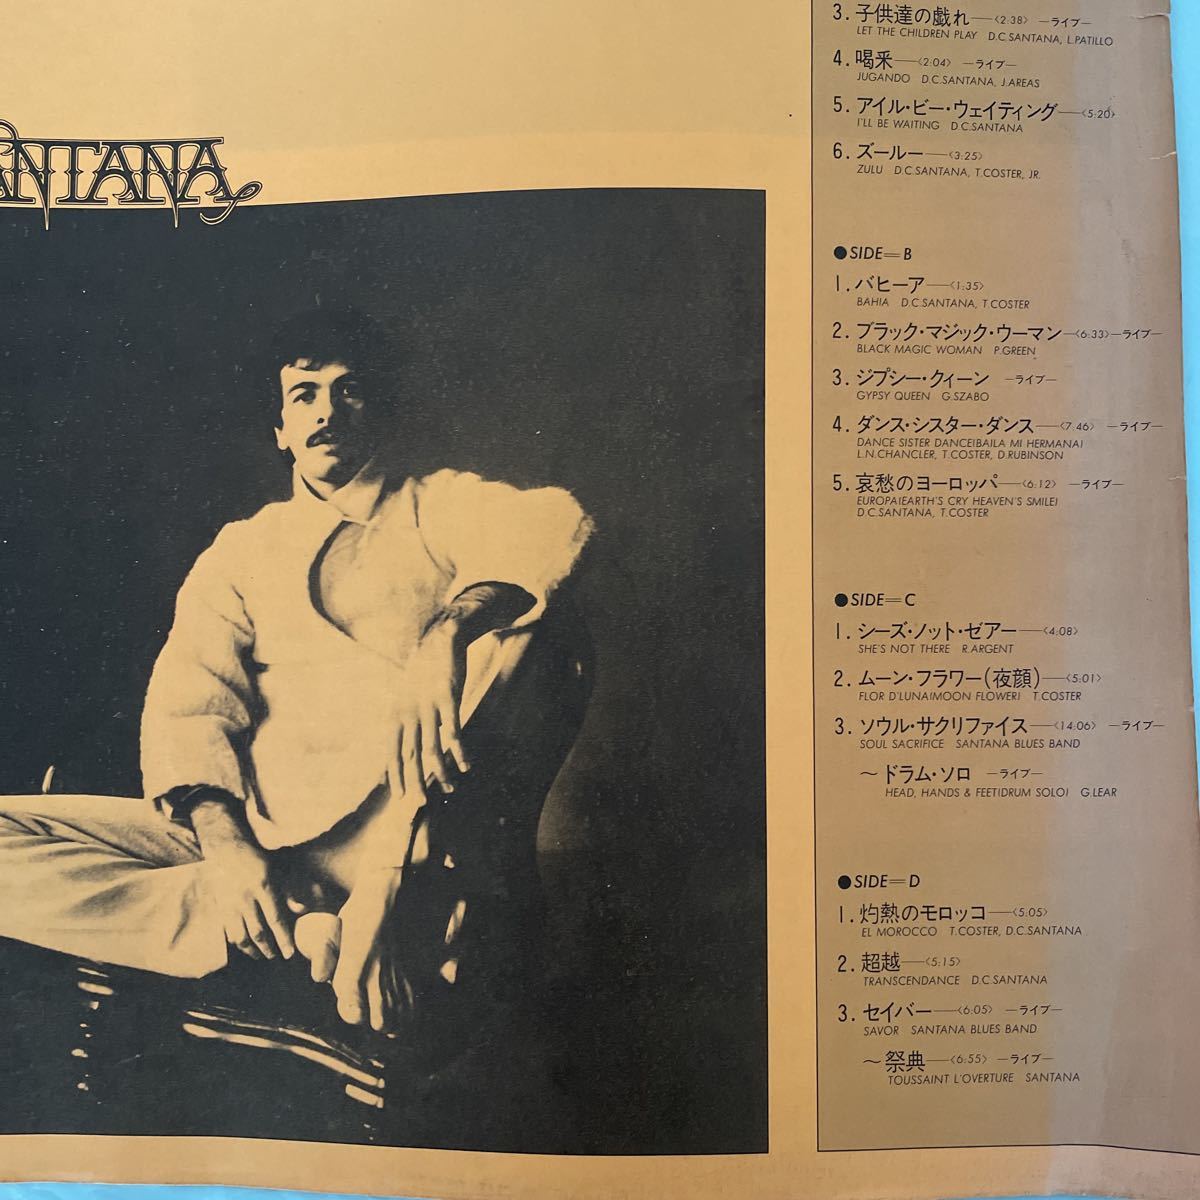 SANTANA
3. 子供達の戯れ—〈2:38〉 —ライブ—
LET THE CHILDREN PLAY D.C.SANTANA, L.PATILLO
4. 喝采—〈2:04〉 —ライブ—
JUGANDO D.C.SANTANA, J.AREAS
5. アイル・ビー・ウェイティング—〈5:20〉
I'LL BE WAITING D.C.SANTANA
6. ズールー—〈3:25〉
ZULU D.C.SANTANA, T.COSTER, JR.
●SIDE=B
1. バヒーア—〈1:35〉
BAHIA D.C.SANTANA, T.COSTER
2. ブラック・マジック・ウーマン—〈6:33〉—ライブ—
BLACK MAGIC WOMAN P.GREEN
3. ジプシー・クィーン —ライブ—
GYPSY QUEEN G.SZABO
4. ダンス・シスター・ダンス—〈7:46〉 —ライブ—
DANCE SISTER DANCE(BAILA MI HERMANA)
L.N.CHANCLER, T.COSTER, D.RUBINSON
5. 哀愁のヨーロッパ—〈6:12〉 —ライブ—
EUROPA(EARTH'S CRY HEAVEN'S SMILE)
D.C.SANTANA, T.COSTER
●SIDE=C
1. シーズ・ノット・ゼアー—〈4:08〉
SHE'S NOT THERE R.ARGENT
2. ムーン・フラワー(夜顔)—〈5:01〉
FLOR D'LUNA(MOON FLOWER) T.COSTER
3. ソウル・サクリファイス—〈14:06〉 —ライブ—
SOUL SACRIFICE SANTANA BLUES BAND
～ドラム・ソロ —ライブ—
HEAD, HANDS & FEET(DRUM SOLO) G.LEAR
●SIDE=D
1. 灼熱のモロッコ—〈5:05〉
EL MOROCCO T.COSTER, D.C.SANTANA
2. 超越—〈5:15〉
TRANSCENDANCE D.C.SANTANA
3. セイバー—〈6:05〉 —ライブ—
SAVOR SANTANA BLUES BAND
～祭典—〈6:55〉 —ライブ—
TOUSSAINT L'OVERTURE SANTANA